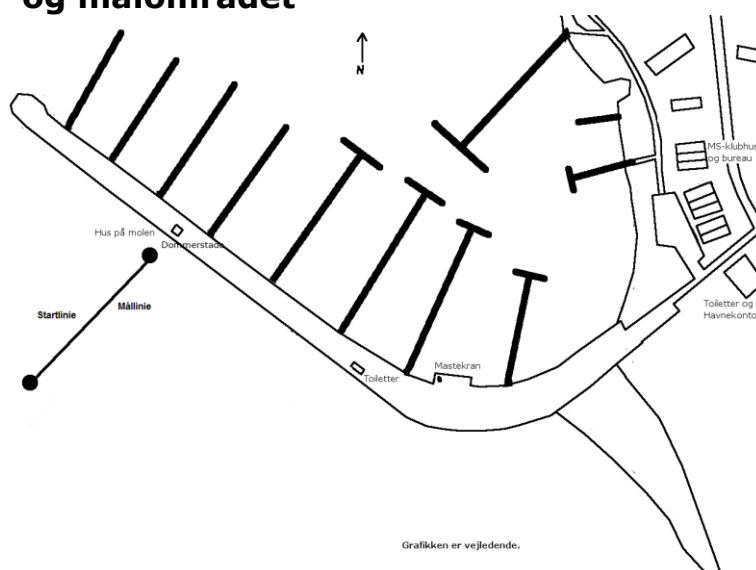 og målområdet
N
MS-klubhus
og bureau
Hus på molen
Dommerstade
Mållinie
Startlinie
Toiletter og
Havnekonto
Mastekran
Toiletter
Grafikken er vejledende.